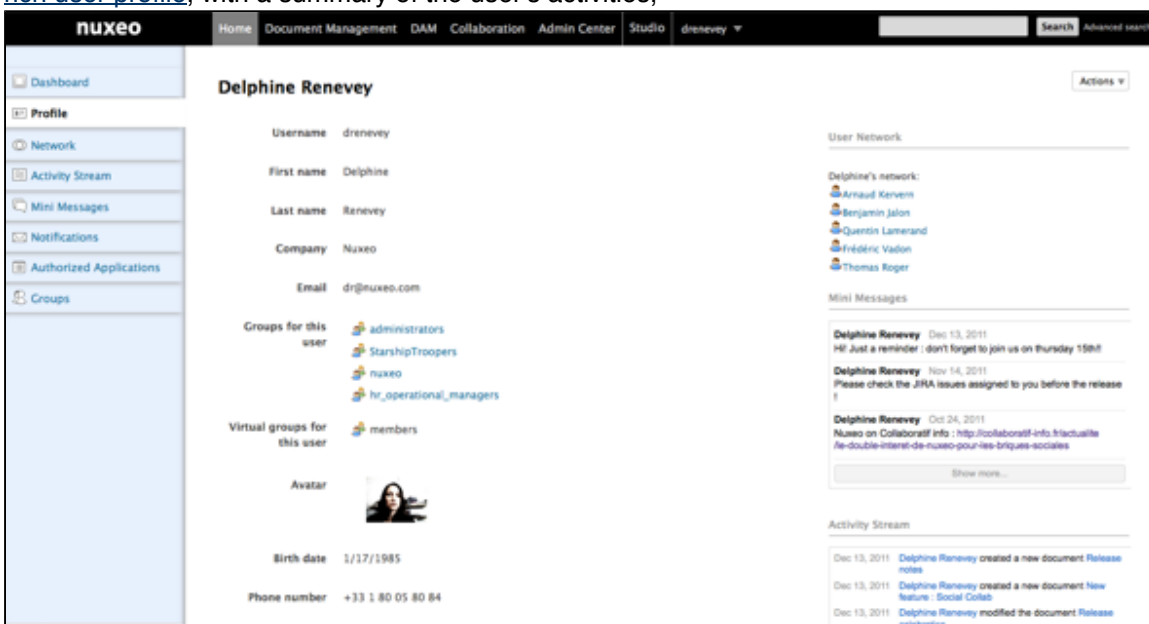 rich user profile, with a summary of the user's activities,
nuxeo
Home Document Management DAM Collaboration Admin Center Studio drenevey Search Advanced search
Dashboard
Profile
Network
Activity Stream
Mini Messages
Notifications
Authorized Applications
Groups
Delphine Renevey
Actions
Username drenevey
First name Delphine
Last name Renevey
Company Nuxeo
Email dr@nuxeo.com
Groups for this user
administrators
StarshipTroopers
nuxeo
hr_operational_managers
Virtual groups for
this user
members
Avatar
Birth date 1/17/1985
Phone number +33 1 80 05 80 84
User Network
Delphine's network:
Arnaud Kervern
Benjamin Jalon
Quentin Lamerand
Frédéric Vadon
Thomas Roger
Mini Messages
Delphine Renevey Dec 13, 2011
Hi! Just a reminder : don't forget to join us on thursday 15th!!
Delphine Renevey Nov 14, 2011
Please check the JIRA issues assigned to you before the release
!
Delphine Renevey Oct 24, 2011
Nuxeo on Collaboratif info : http://collaboratif-info.fr/actualite
/le-double-interet-de-nuxeo-pour-les-briques-sociales
Show more...
Activity Stream
Dec 13, 2011 Delphine Renevey created a new document Release
notes
Dec 13, 2011 Delphine Renevey created a new document New
feature : Social Collab
Dec 13, 2011 Delphine Renevey modified the document Release